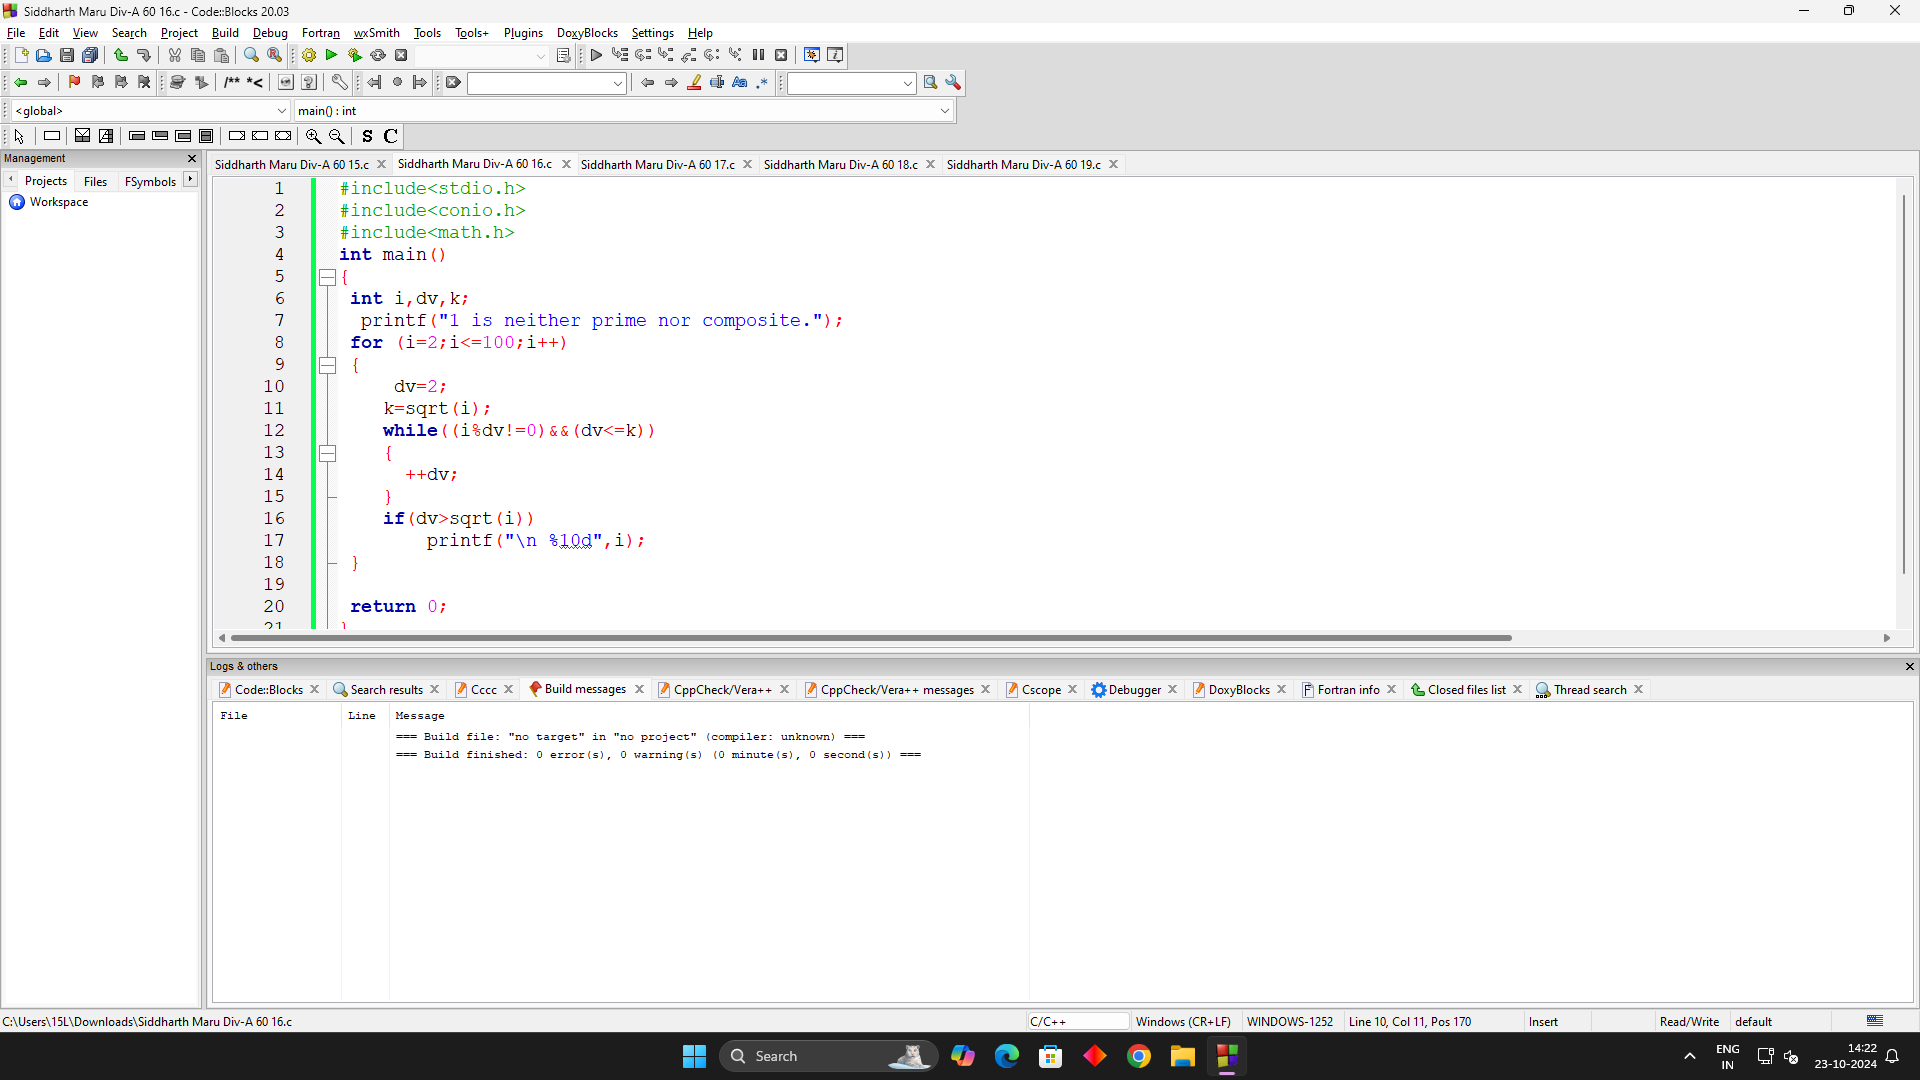 Siddharth Maru Div-A 60 16.c - Code::Blocks 20.03
File Edit View Search Project Build Debug Fortran wxSmith Tools Tools+ Plugins DoxyBlocks Settings Help
/** *<
Aa .*
<global> main() : int
S C
Management
Projects Files FSymbols
Workspace
Siddharth Maru Div-A 60 15.c Siddharth Maru Div-A 60 16.c Siddharth Maru Div-A 60 17.c Siddharth Maru Div-A 60 18.c Siddharth Maru Div-A 60 19.c
1 #include<stdio.h>
2 #include<conio.h>
3 #include<math.h>
4 int main()
5 {
6 int i,dv,k;
7 printf("1 is neither prime nor composite.");
8 for (i=2;i<=100;i++)
9 {
10 dv=2;
11 k=sqrt(i);
12 while((i%dv!=0)&&(dv<=k))
13 {
14 ++dv;
15 }
16 if(dv>sqrt(i))
17 printf("\n %10d",i);
18 }
19
20 return 0;
21 }
Logs & others
Code::Blocks Search results Cccc Build messages CppCheck/Vera++ CppCheck/Vera++ messages Cscope Debugger DoxyBlocks Fortran info Closed files list Thread search
File Line Message
=== Build file: "no target" in "no project" (compiler: unknown) ===
=== Build finished: 0 error(s), 0 warning(s) (0 minute(s), 0 second(s)) ===
C:\Users\15L\Downloads\Siddharth Maru Div-A 60 16.c C/C++ Windows (CR+LF) WINDOWS-1252 Line 10, Col 11, Pos 170 Insert Read/Write default
Search
ENG
IN
14:22
23-10-2024